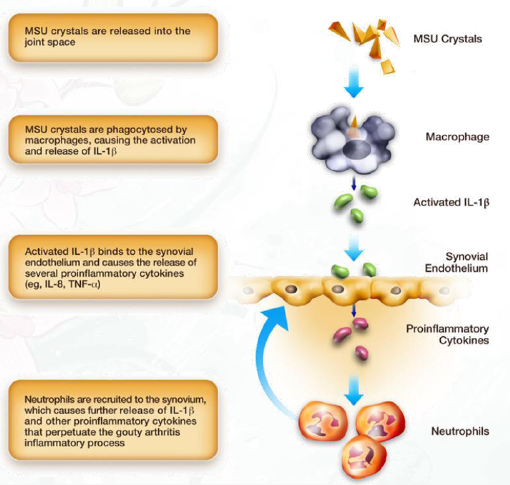 MSU crystals are released into the
joint space
MSU Crystals
MSU crystals are phagocytosed by
macrophages, causing the activation
and release of IL-1β
Macrophage
Activated IL-1β
Activated IL-1β binds to the synovial
endothelium and causes the release of
several proinflammatory cytokines
(eg, IL-8, TNF-α)
Synovial
Endothelium
Proinflammatory
Cytokines
Neutrophils are recruited to the synovium,
which causes further release of IL-1β
and other proinflammatory cytokines
that perpetuate the gouty arthritis
inflammatory process
Neutrophils